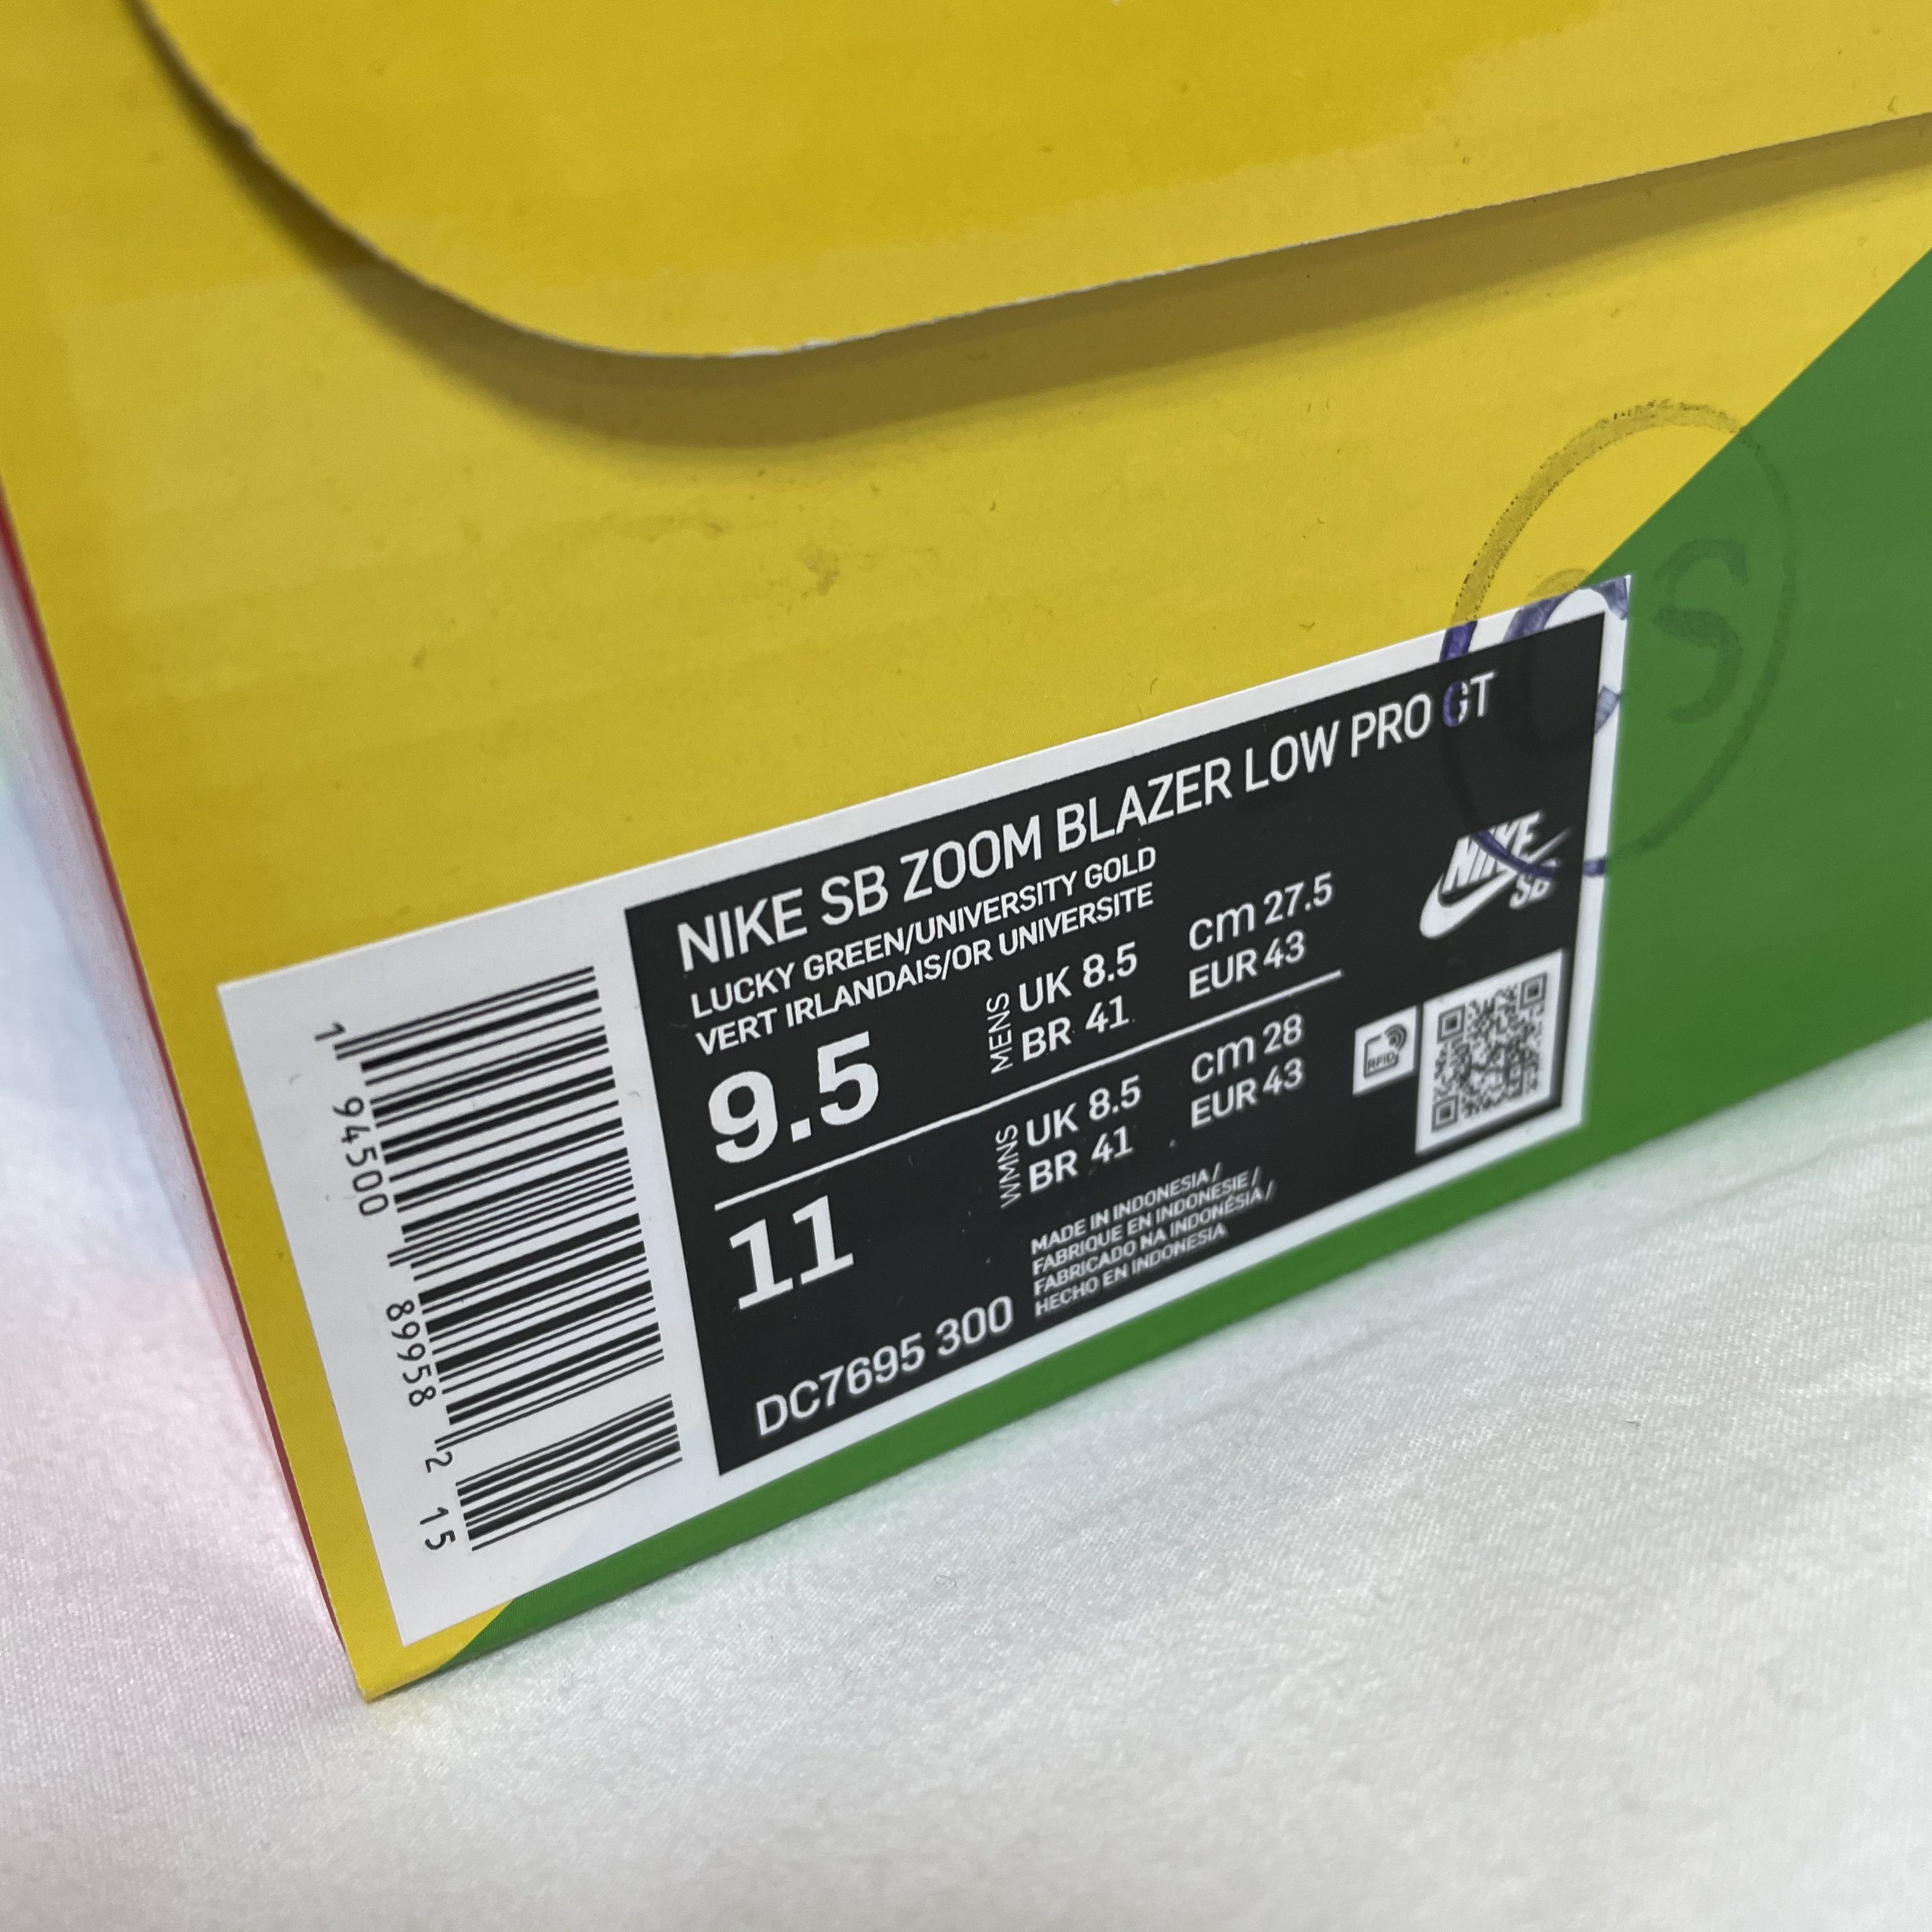 NIKE SB ZOOM BLAZER LOW PRO GT
LUCKY GREEN/UNIVERSITY GOLD
VERT IRLANDAIS/OR UNIVERSITE
9.5
MENS
UK 8.5
cm 27.5
BR 41
EUR 43
11
WMNS
UK 8.5
cm 28
BR 41
EUR 43
DC7695 300
MADE IN INDONESIA /
FABRIQUE EN INDONÉSIE /
FABRICADO NA INDONÉSIA /
HECHO EN INDONESIA
NIKE
SB
RFID
1 94500 89958 2 15
S